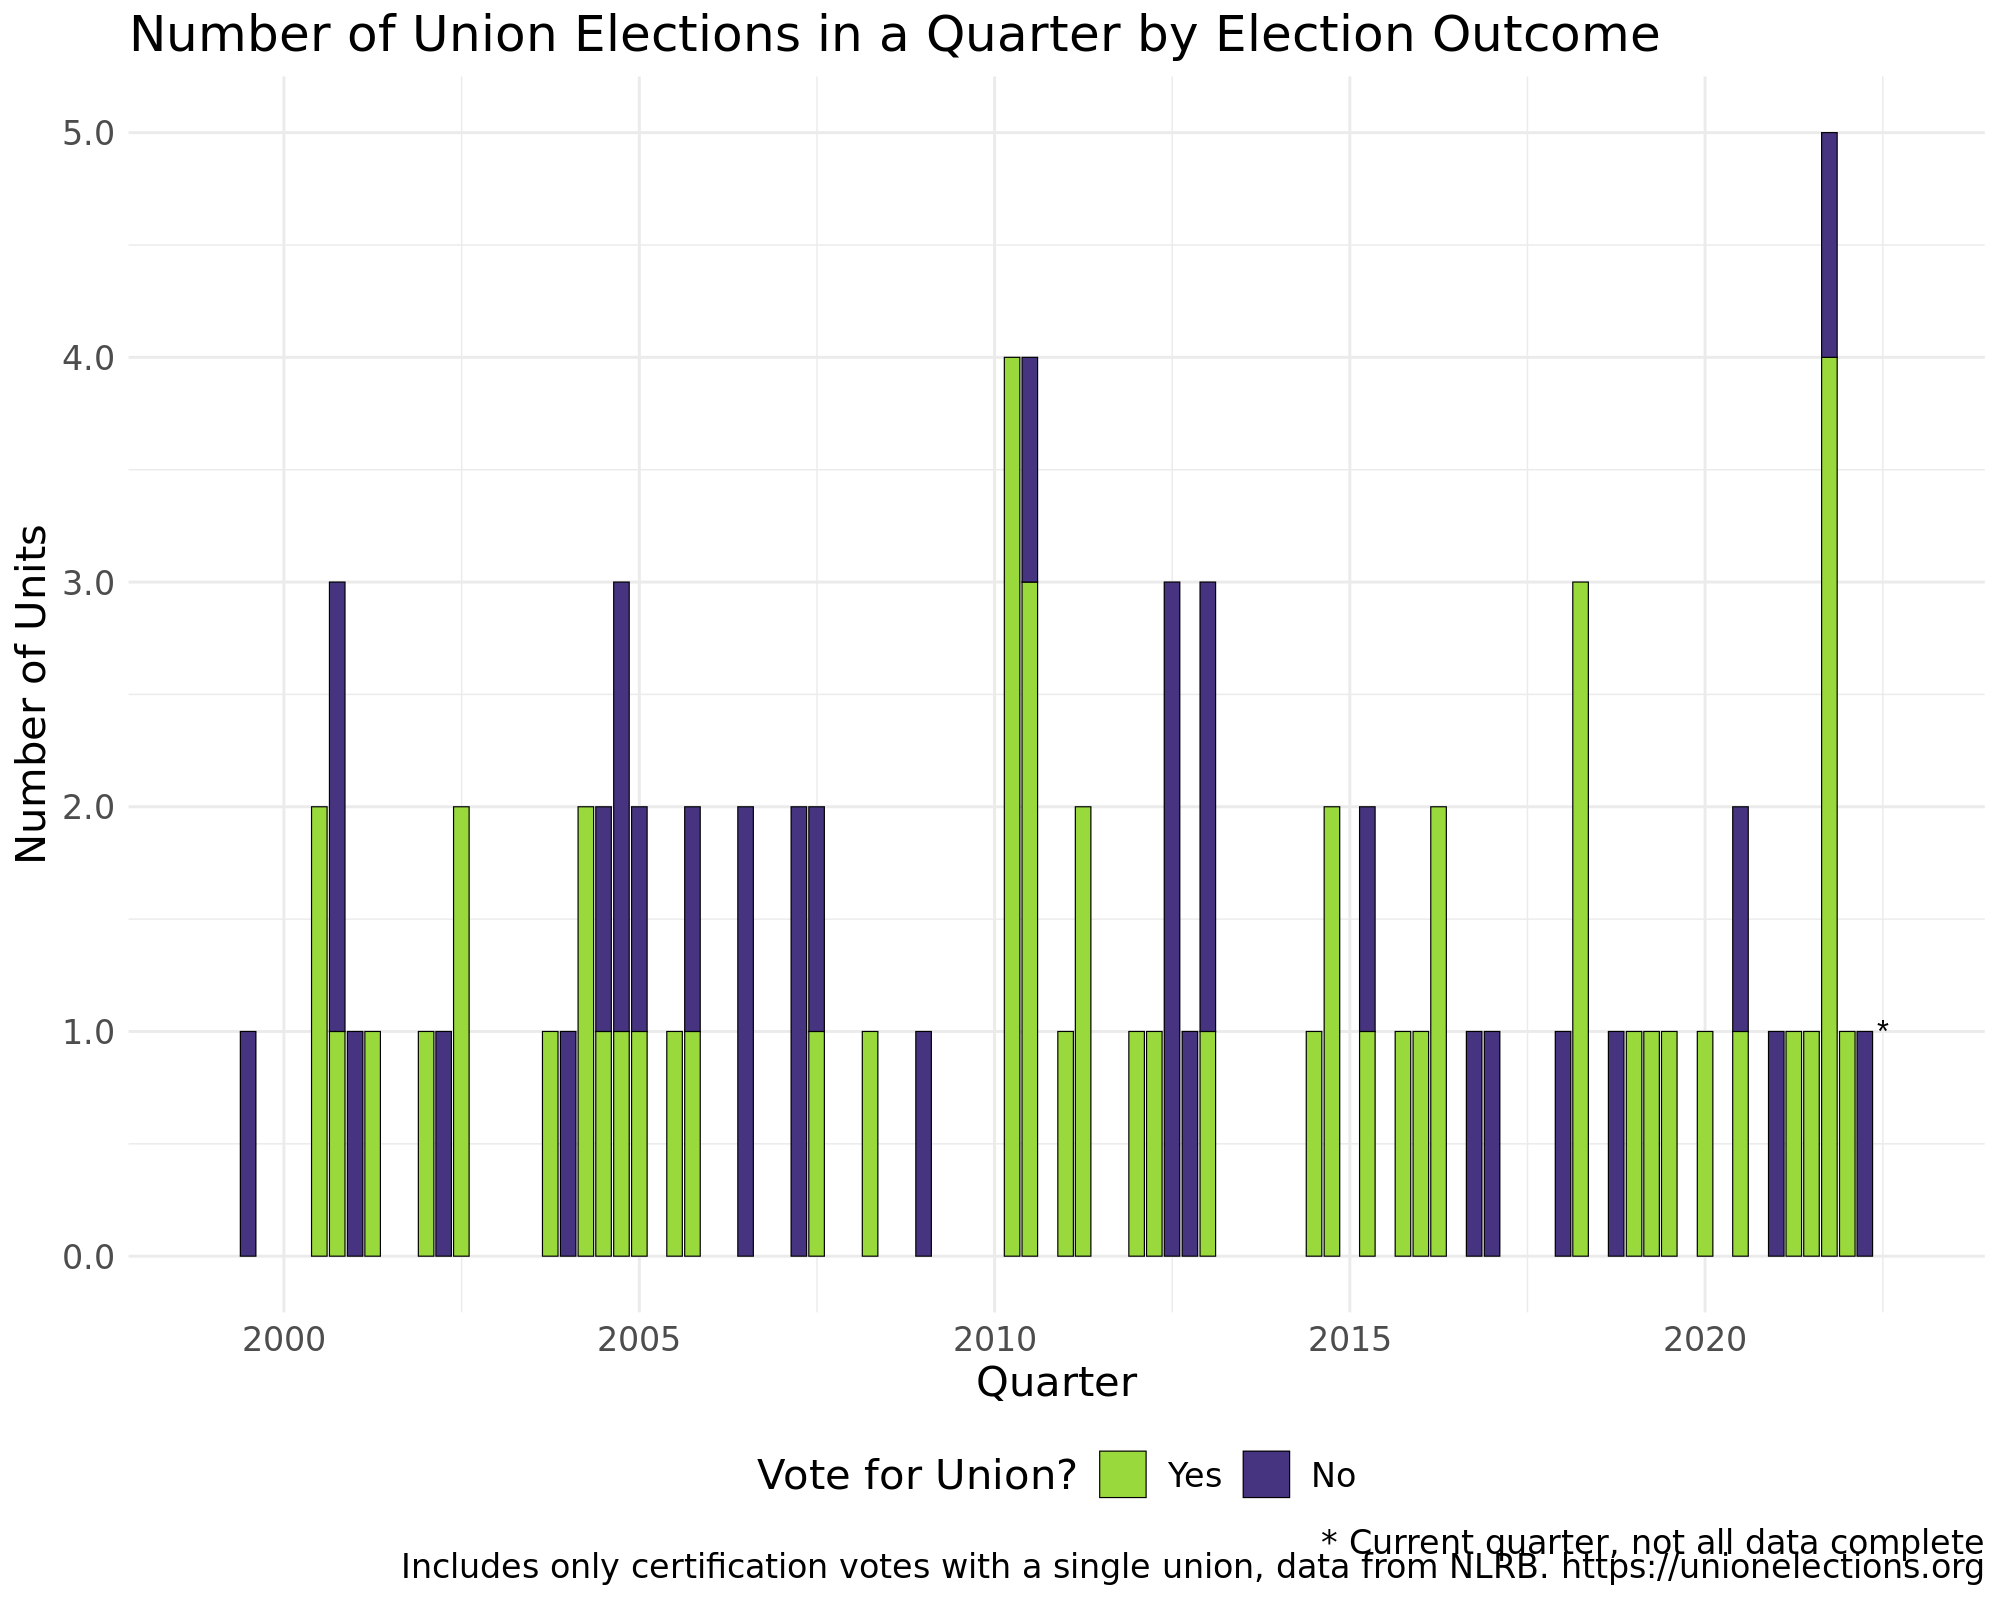 Number of Union Elections in a Quarter by Election Outcome
Number of Units
5.0
4.0
3.0
2.0
1.0
0.0
*
2000 2005 2010 2015 2020
Quarter
Vote for Union? Yes No
* Current quarter, not all data complete
Includes only certification votes with a single union, data from NLRB. https://unionelections.org